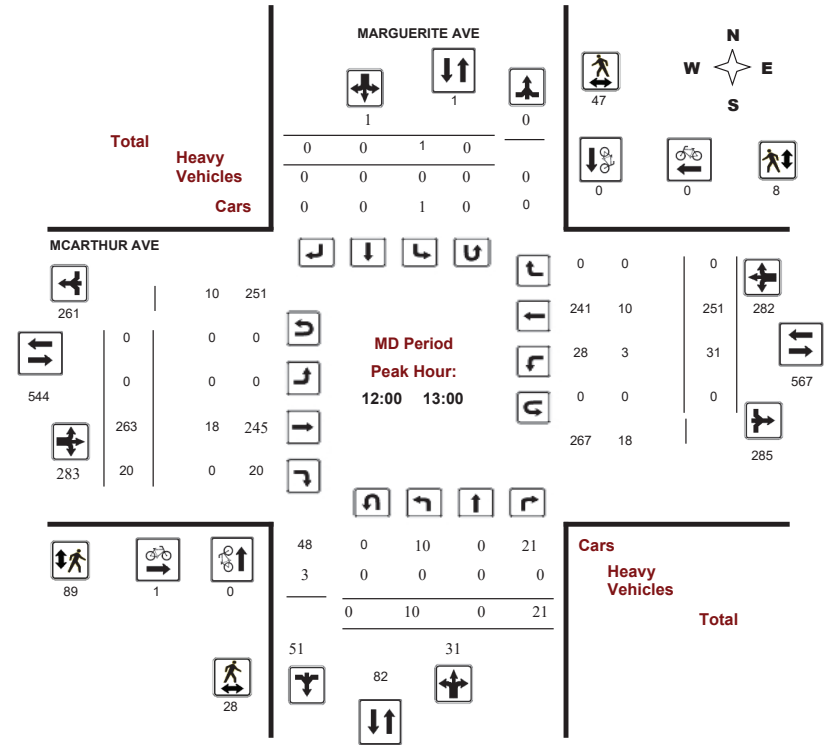 MARGUERITE AVE
N
W E
S
47
1
1 0
Total 0 0 1 0
Heavy
Vehicles
0 0 0 0 0
Cars 0 0 1 0 0
0 0 8
MCARTHUR AVE
261
10 251
544
0 0 0
0 0 0
263 18 245
283
20 0 20
MD Period
Peak Hour:
12:00 13:00
0 0 0
241 10 251 282
28 3 31
567
0 0 0
267 18 285
48 0 10 0 21
3 0 0 0 0
0 10 0 21
51 31
82
Cars
Heavy
Vehicles
Total
89 1 0
28